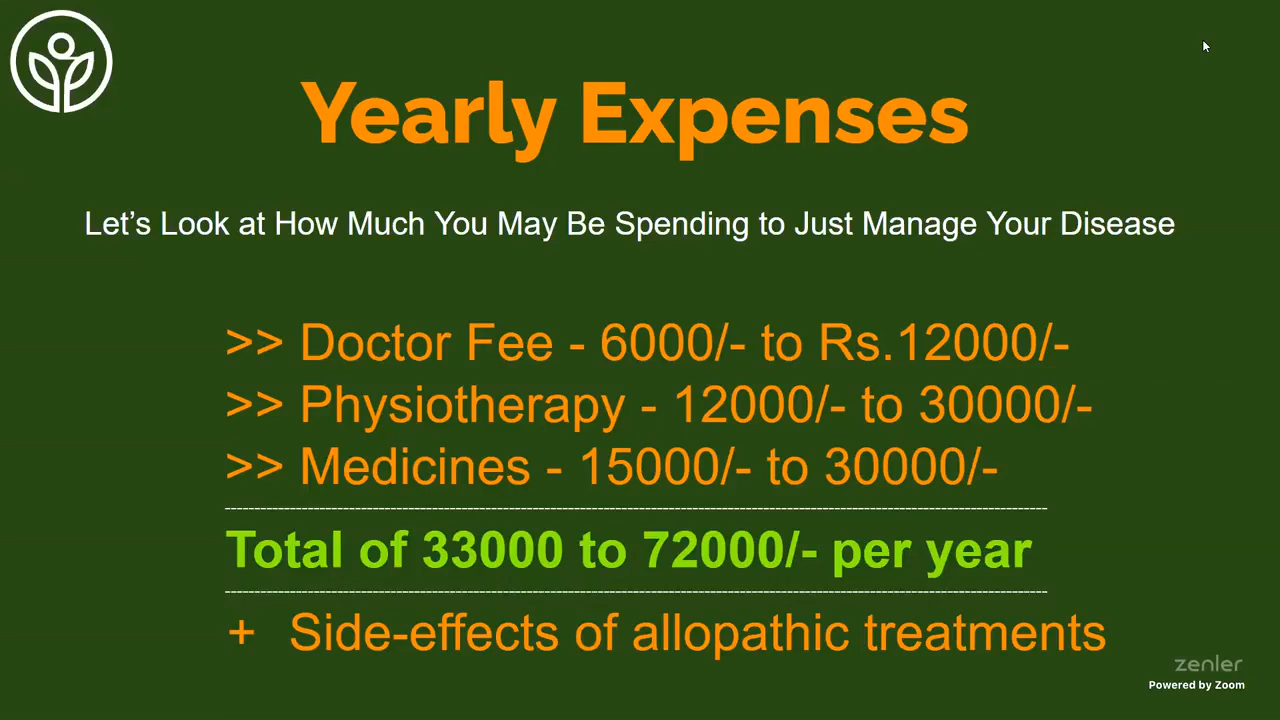 Yearly Expenses
Let’s Look at How Much You May Be Spending to Just Manage Your Disease
>> Doctor Fee - 6000/- to Rs.12000/-
>> Physiotherapy - 12000/- to 30000/-
>> Medicines - 15000/- to 30000/-
Total of 33000 to 72000/- per year
+ Side-effects of allopathic treatments
zenler
Powered by Zoom